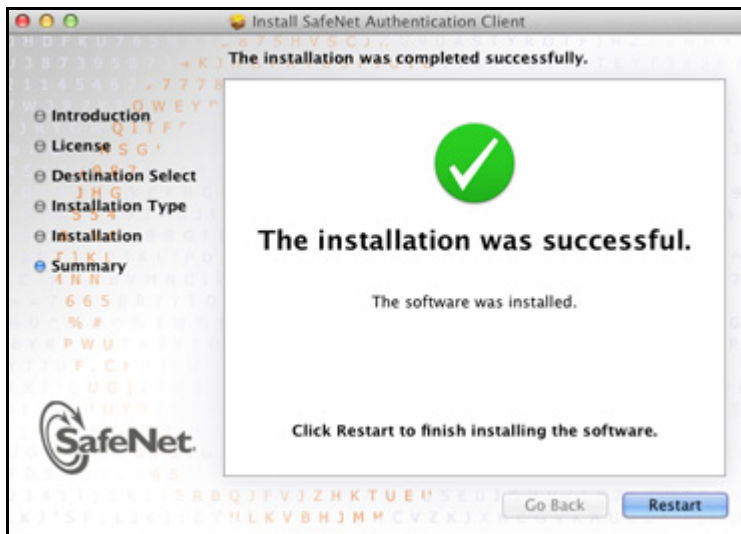 Install SafeNet Authentication Client
The installation was completed successfully.
Introduction
License
Destination Select
Installation Type
Installation
Summary
The installation was successful.
The software was installed.
Click Restart to finish installing the software.
SafeNet.
Go Back
Restart